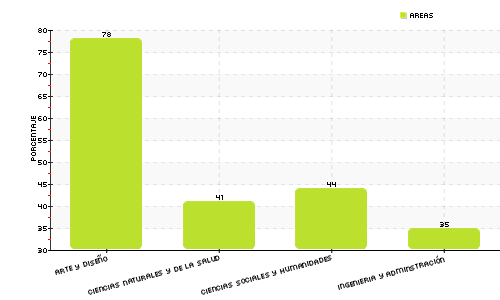 AREAS
PORCENTAJE
80
75
70
65
60
55
50
45
40
35
30
78
41
44
35
ARTE Y DISEÑO
CIENCIAS NATURALES Y DE LA SALUD
CIENCIAS SOCIALES Y HUMANIDADES
INGENIERIA Y ADMINSTRACIÓN